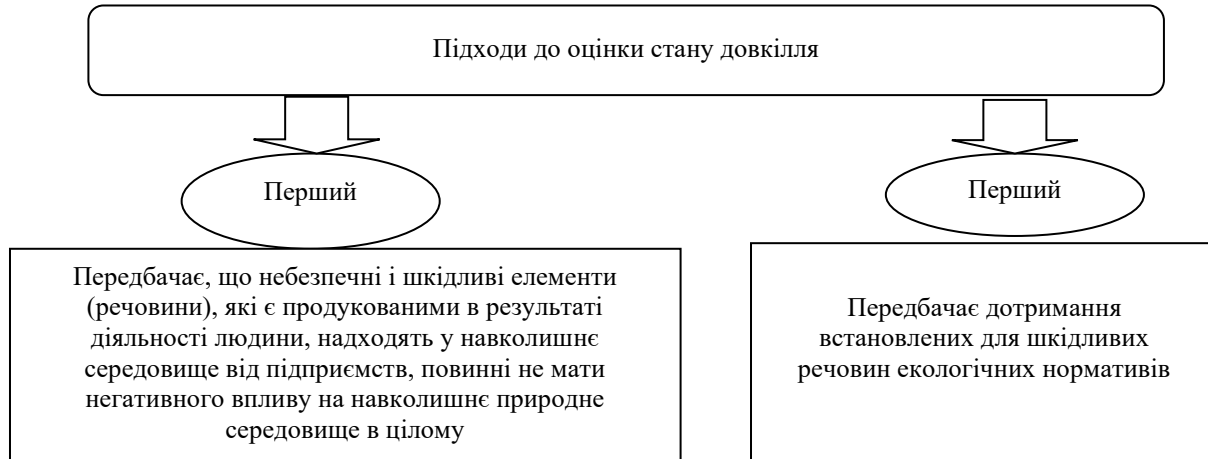 Підходи до оцінки стану довкілля
Перший
Передбачає, що небезпечні і шкідливі елементи
(речовини), які є продукованими в результаті
діяльності людини, надходять у навколишнє
середовище від підприємств, повинні не мати
негативного впливу на навколишнє природне
середовище в цілому
Перший
Передбачає дотримання
встановлених для шкідливих
речовин екологічних нормативів